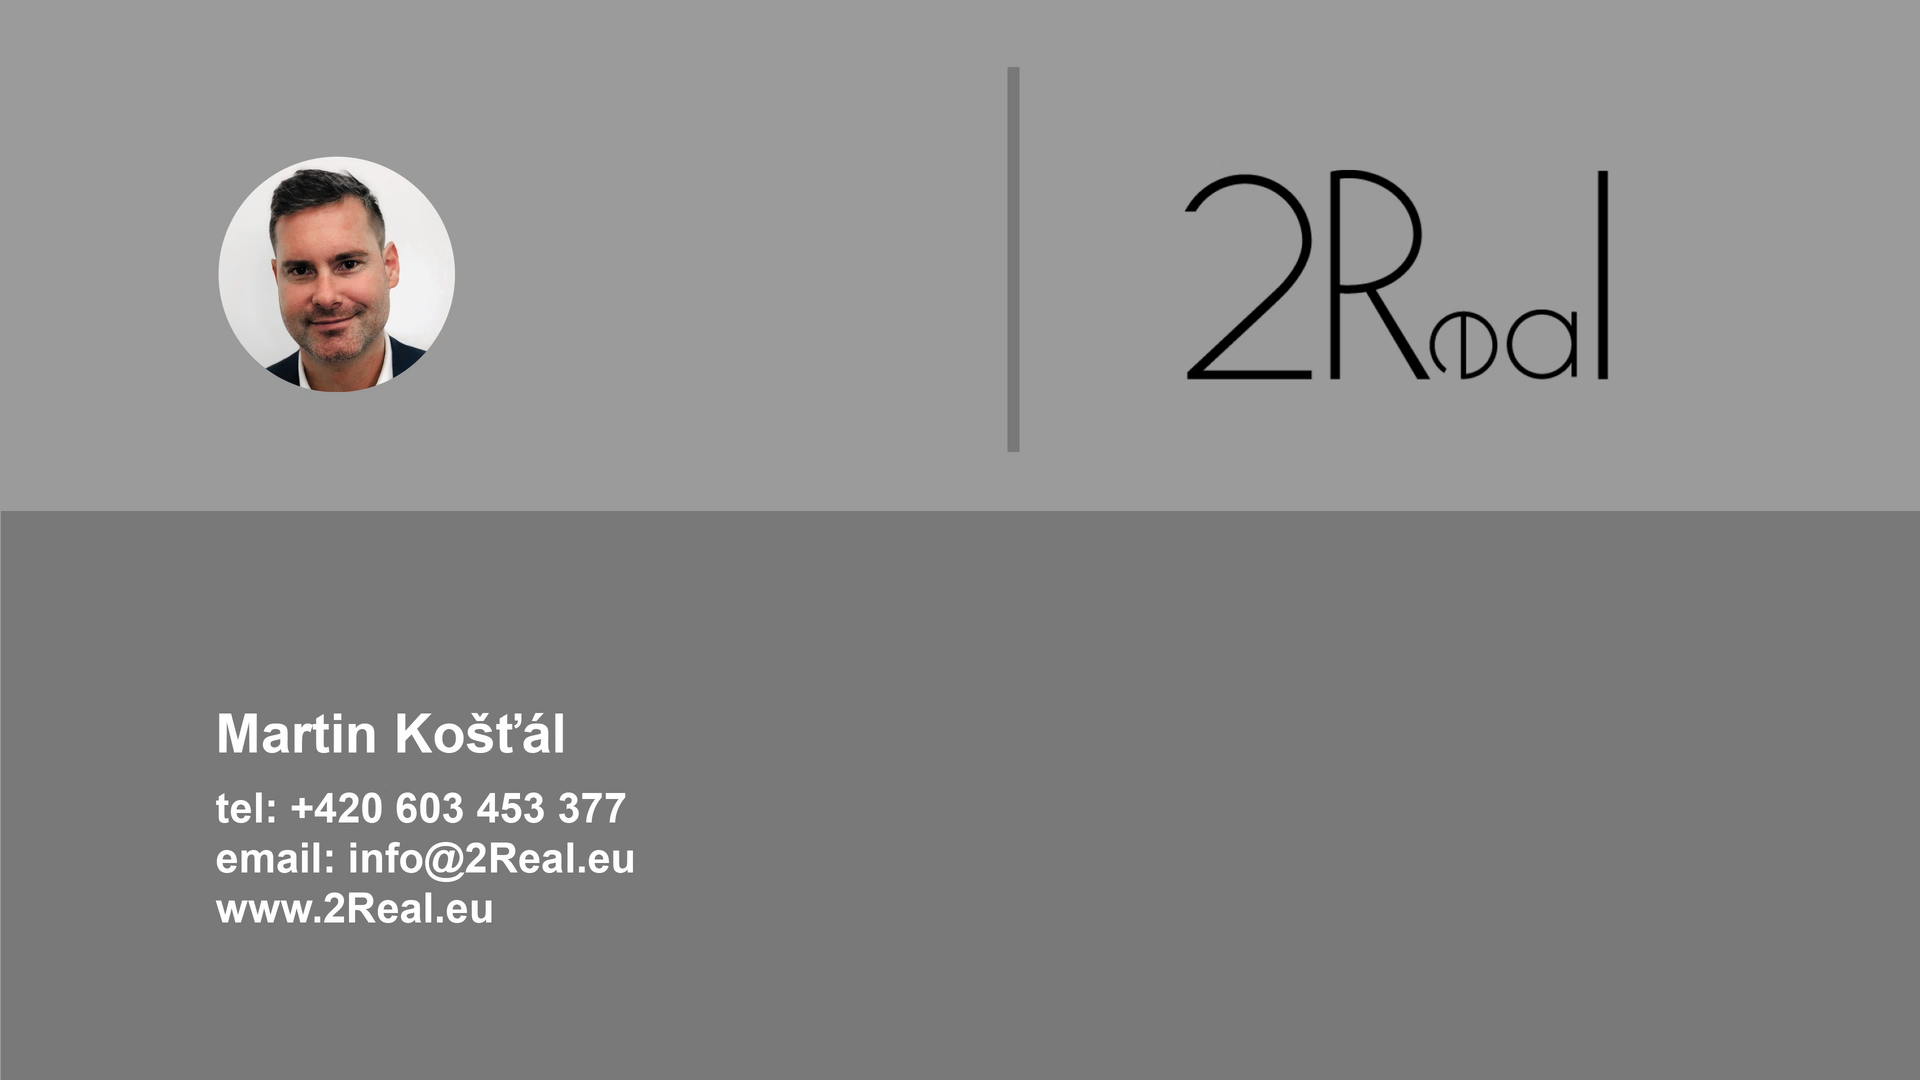 2Real
Martin Košťál
tel: +420 603 453 377
email: info@2Real.eu
www.2Real.eu